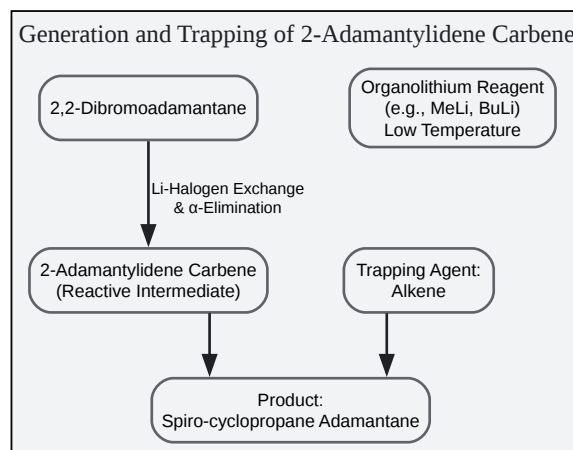 Generation and Trapping of 2-Adamantylidene Carbene
2,2-Dibromoadamantane
Organolithium Reagent
(e.g., MeLi, BuLi)
Low Temperature
Li-Halogen Exchange
& α-Elimination
2-Adamantylidene Carbene
(Reactive Intermediate)
Trapping Agent:
Alkene
Product:
Spiro-cyclopropane Adamantane